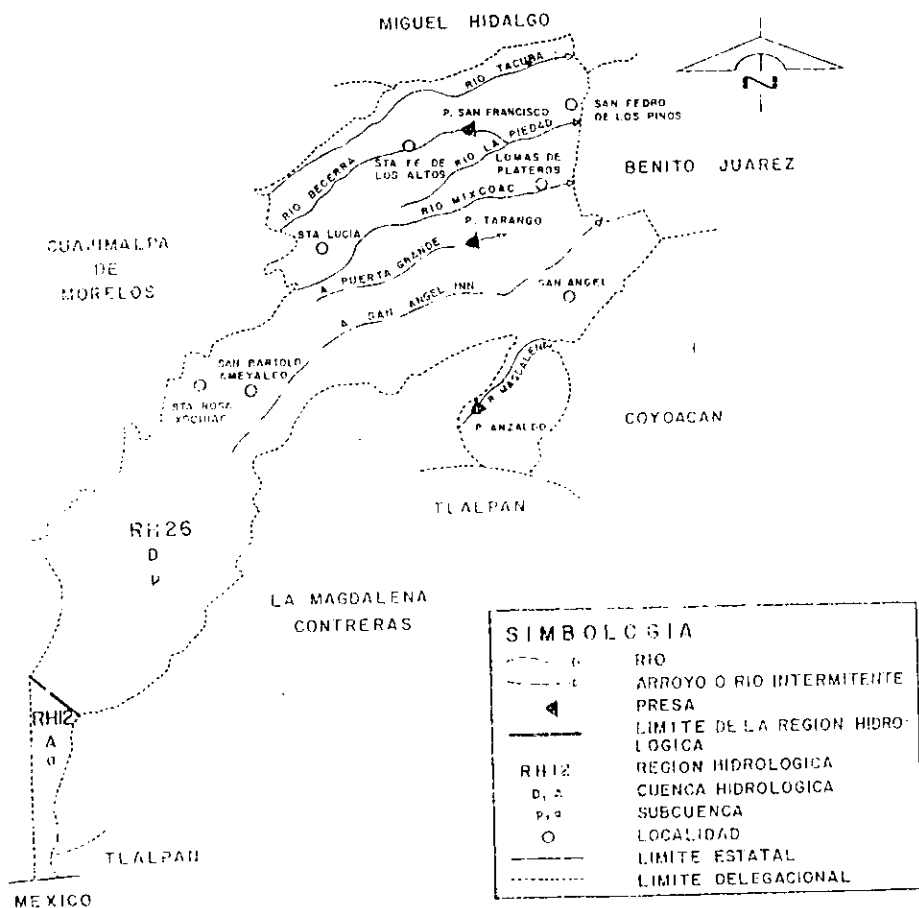 MIGUEL HIDALGO
RIO TACUBA
P. SAN FRANCISCO
SAN PEDRO
DE LOS PINOS
RIO BECERRA
STA FE DE
LOS ALTOS
RIO LA PIEDAD
LOMAS DE
PLATEROS
BENITO JUAREZ
RIO MIXCOAC
STA LUCIA
P. TARANGO
CUAJIMALPA
DE
MORELOS
A. PUERTA GRANDE
A. SAN ANGEL INN
SAN ANGEL
SAN BARTOLO
AMEYALCO
STA ROSA
XOCHIAC
R. MAGDALENA
P. ANZALDO
COYOACAN
TLALPAN
RH26
D
p
LA MAGDALENA
CONTRERAS
RH12
A
a
TLALPAN
MEXICO
SIMBOLOGIA
RIO
ARROYO O RIO INTERMITENTE
PRESA
LIMITE DE LA REGION HIDRO-
LOGICA
RH12 REGION HIDROLOGICA
D, A CUENCA HIDROLOGICA
p, a SUBCUENCA
LOCALIDAD
LIMITE ESTATAL
LIMITE DELEGACIONAL